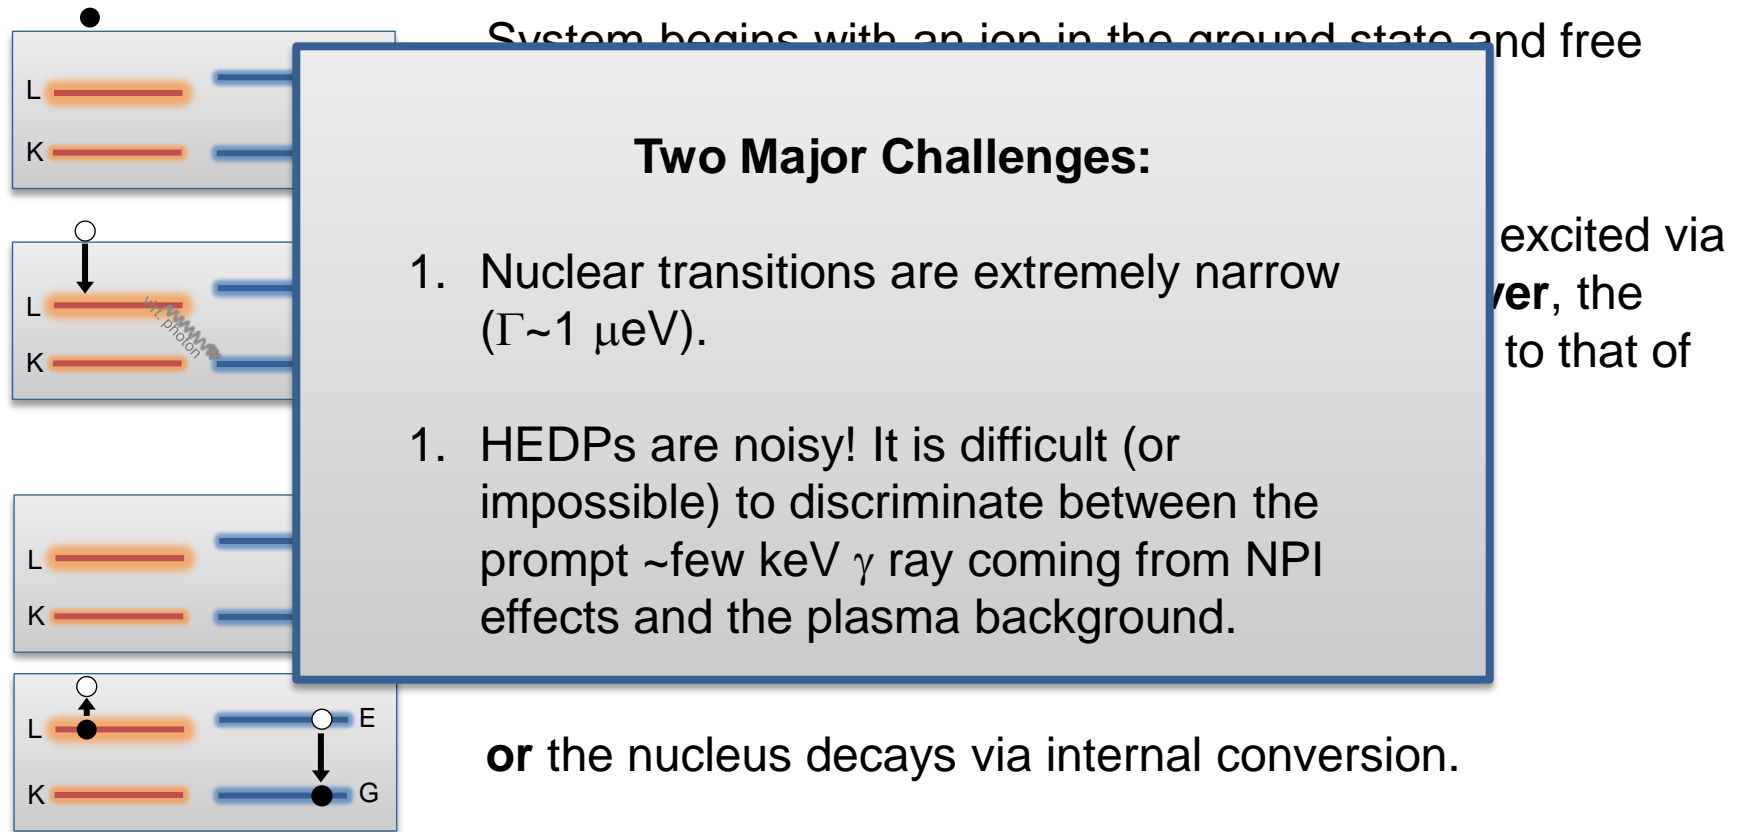 System begins with an ion in the ground state and free
L
K
Two Major Challenges:
excited via
1. Nuclear transitions are extremely narrow
ver, the
(Γ~1 μeV).
to that of
L
virt. photon
K
1. HEDPs are noisy! It is difficult (or
impossible) to discriminate between the
prompt ~few keV γ ray coming from NPI
effects and the plasma background.
L
K
L
E
or the nucleus decays via internal conversion.
K
G